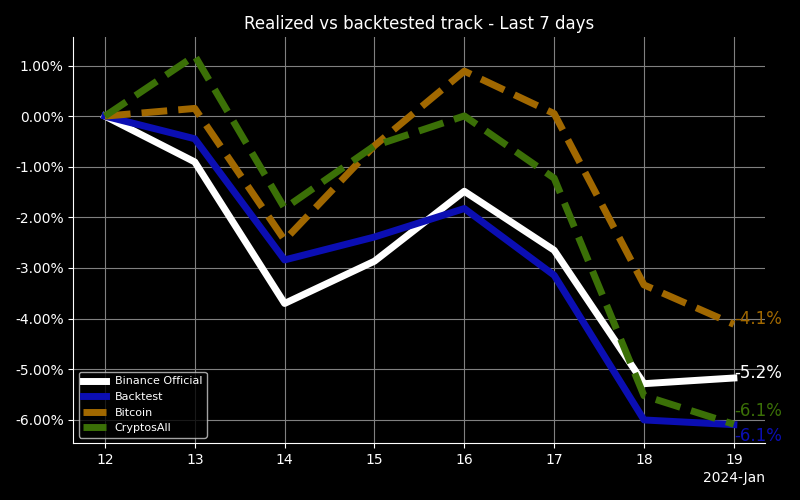 Realized vs backtested track - Last 7 days
1.00%
0.00%
-1.00%
-2.00%
-3.00%
-4.00%
-5.00%
-6.00%
-4.1%
-5.2%
-6.1%
-6.1%
Binance Official
Backtest
Bitcoin
CryptosAll
12 13 14 15 16 17 18 19
2024-Jan